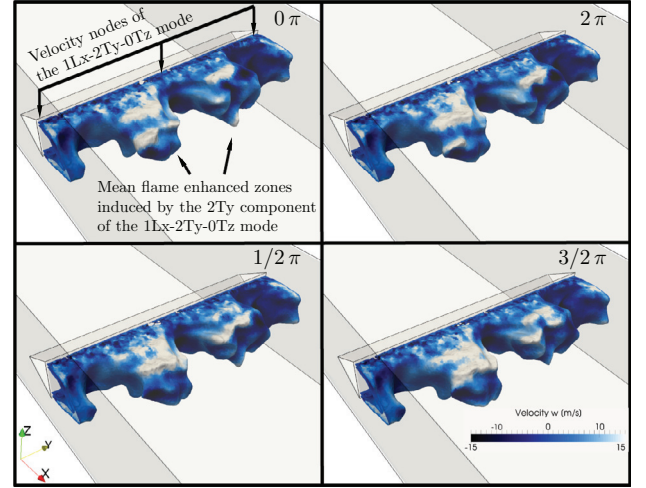 Velocity nodes of
the 1Lx-2Ty-0Tz mode
0 π
2 π
Mean flame enhanced zones
induced by the 2Ty component
of the 1Lx-2Ty-0Tz mode
1/2 π
3/2 π
Velocity w (m/s)
-10 0 10
-15 15
Z
Y
X